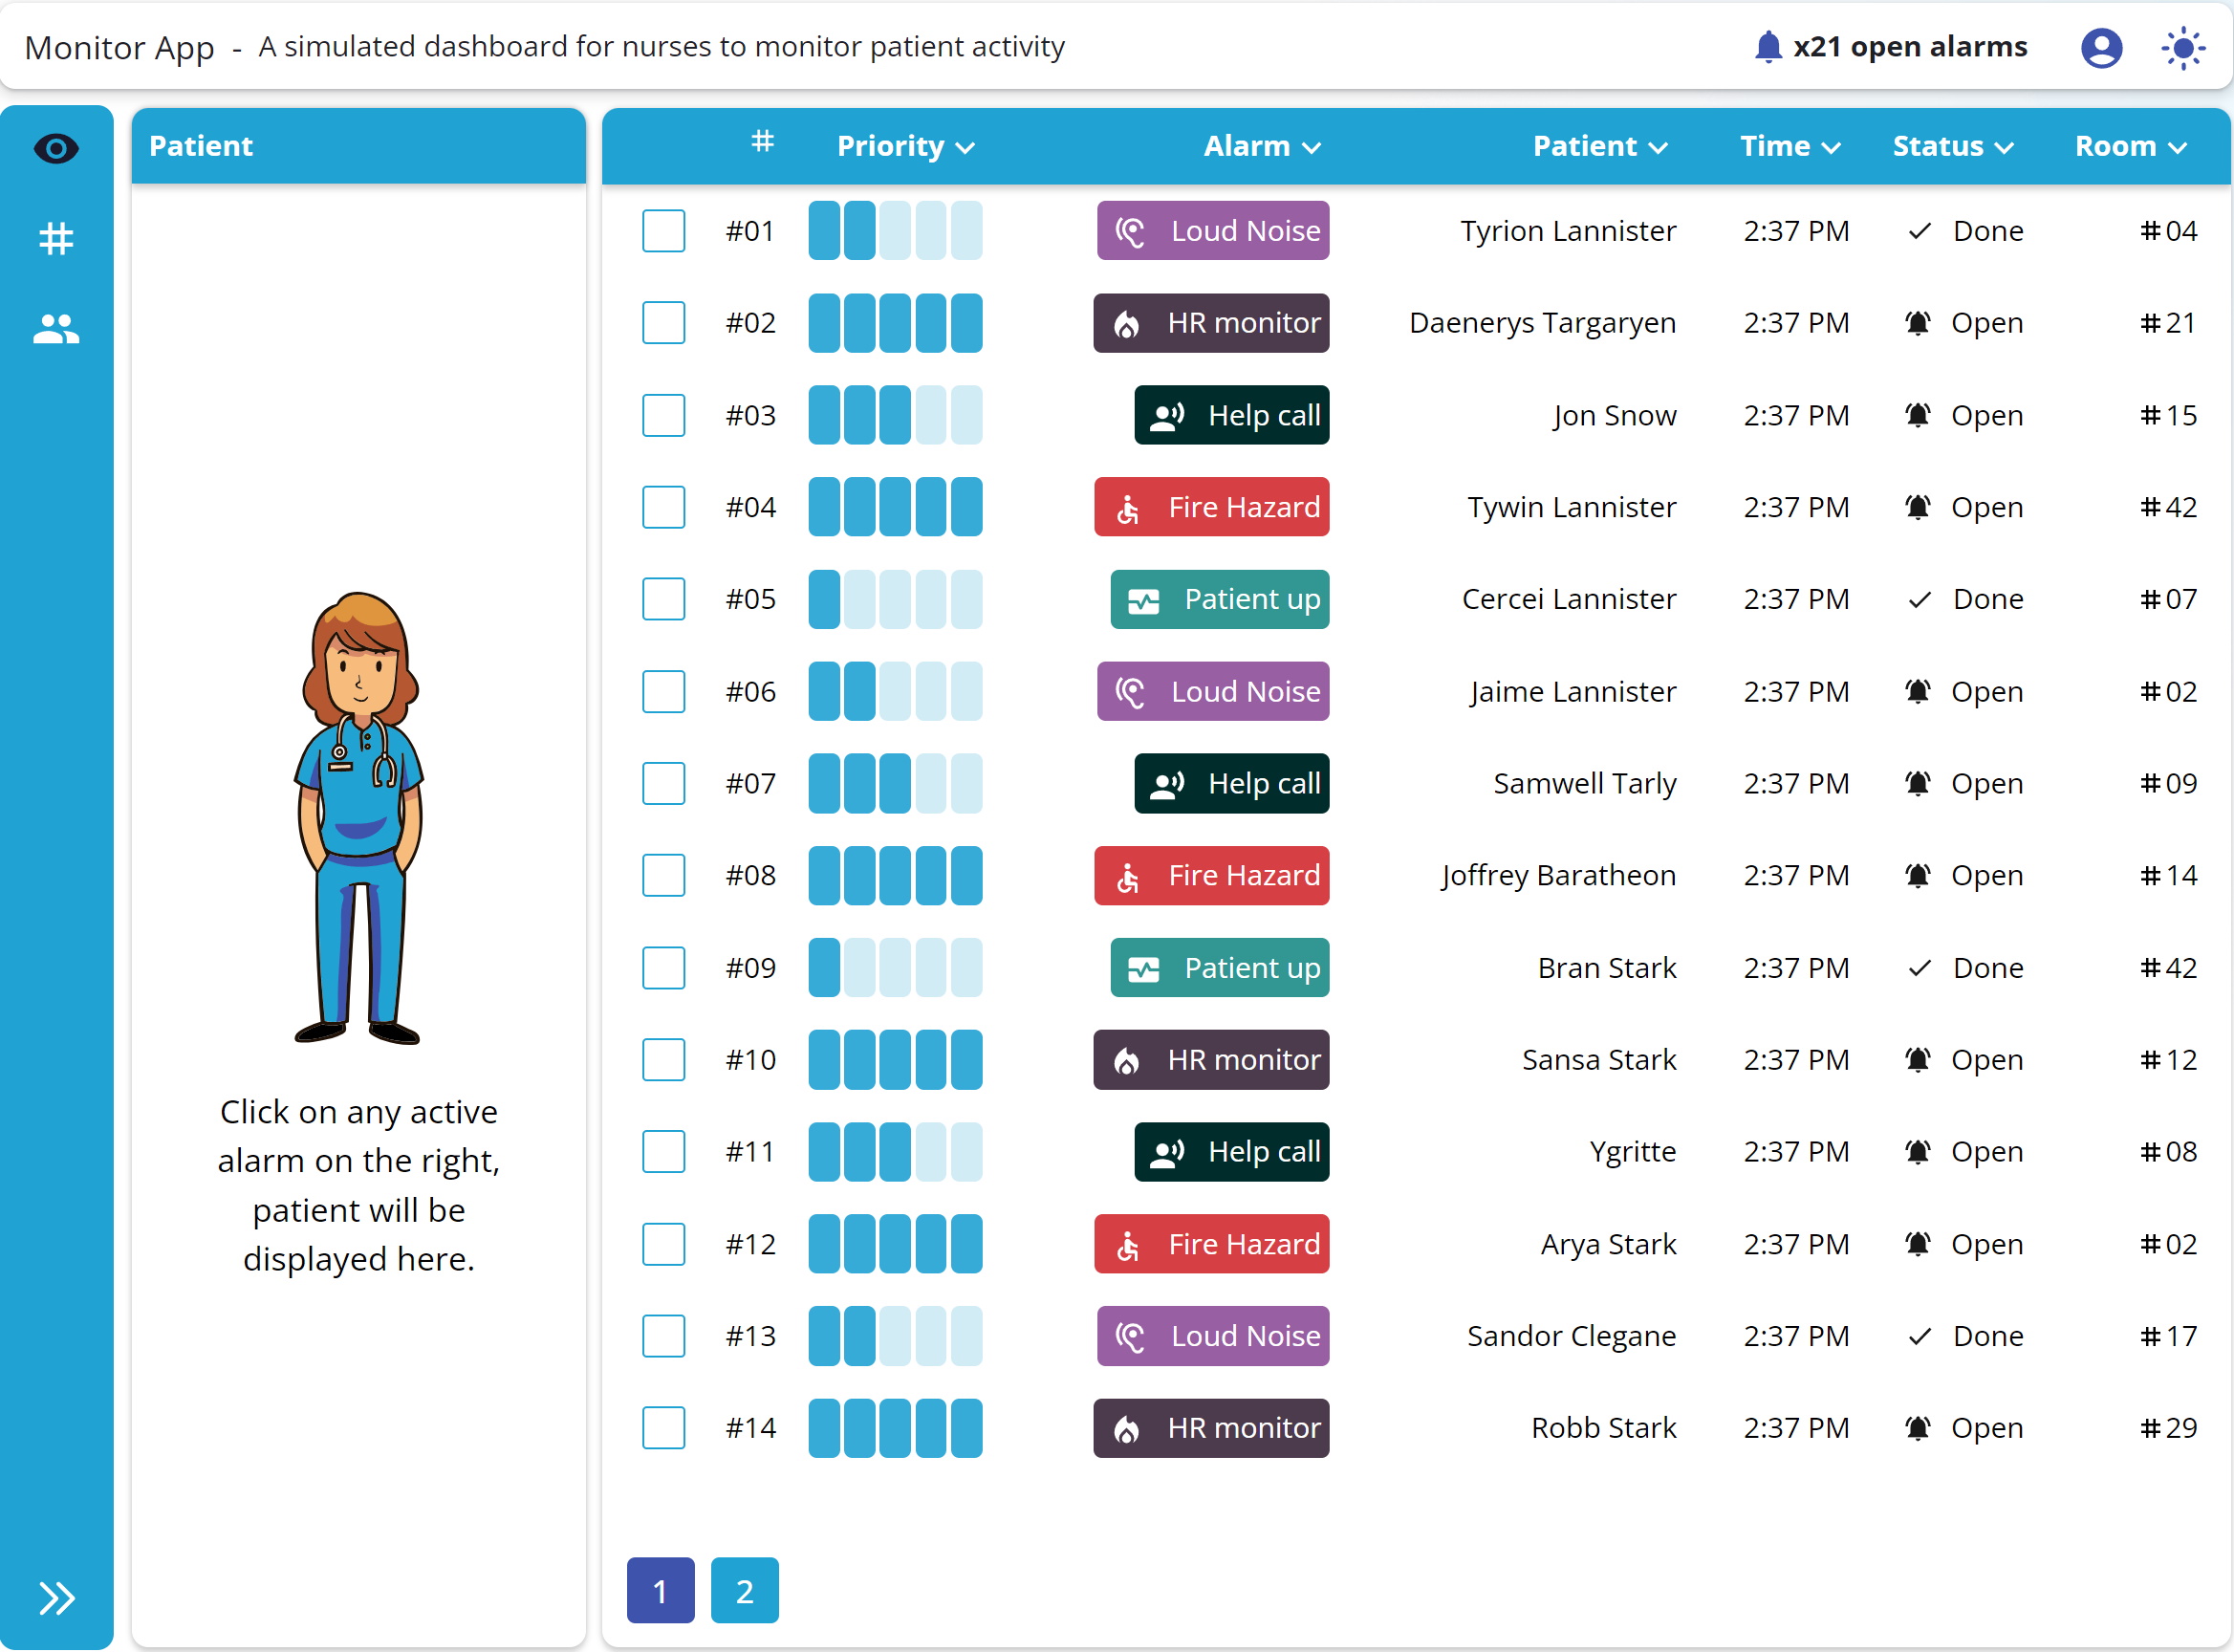 Monitor App - A simulated dashboard for nurses to monitor patient activity x21 open alarms
Patient
# Priority Alarm Patient Time Status Room
#01 Loud Noise Tyrion Lannister 2:37 PM Done #04
#02 HR monitor Daenerys Targaryen 2:37 PM Open #21
#03 Help call Jon Snow 2:37 PM Open #15
#04 Fire Hazard Tywin Lannister 2:37 PM Open #42
#05 Patient up Cercei Lannister 2:37 PM Done #07
#06 Loud Noise Jaime Lannister 2:37 PM Open #02
#07 Help call Samwell Tarly 2:37 PM Open #09
#08 Fire Hazard Joffrey Baratheon 2:37 PM Open #14
#09 Patient up Bran Stark 2:37 PM Done #42
#10 HR monitor Sansa Stark 2:37 PM Open #12
#11 Help call Ygritte 2:37 PM Open #08
#12 Fire Hazard Arya Stark 2:37 PM Open #02
#13 Loud Noise Sandor Clegane 2:37 PM Done #17
#14 HR monitor Robb Stark 2:37 PM Open #29
Click on any active
alarm on the right,
patient will be
displayed here.
1 2